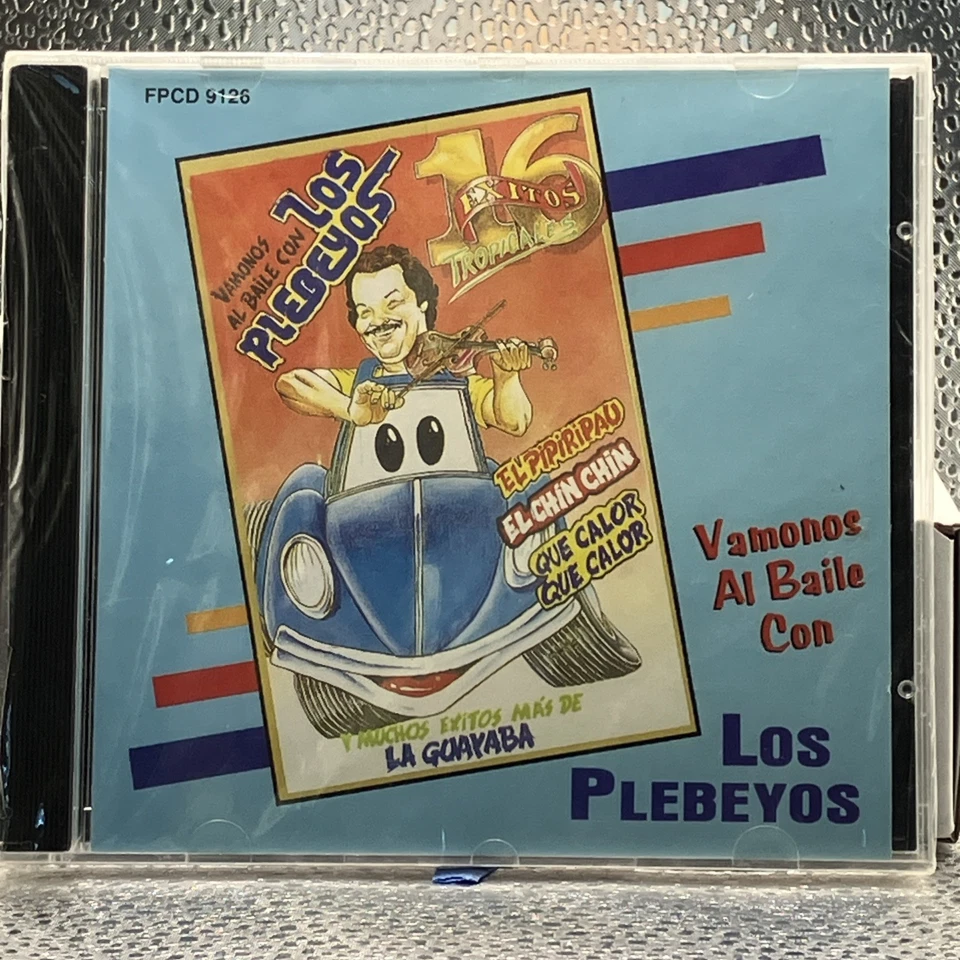 FPCD 9126
VAMONOS
AL BAILE CON
LOS
PLEBEYOS
16
EXITOS
TROPICALES
EL PIPIRIPAU
EL CHIN CHIN
QUE CALOR
QUE CALOR
Y MUCHOS EXITOS MÁS DE
LA GUAYABA
Vamonos
Al Baile
Con
LOS
PLEBEYOS